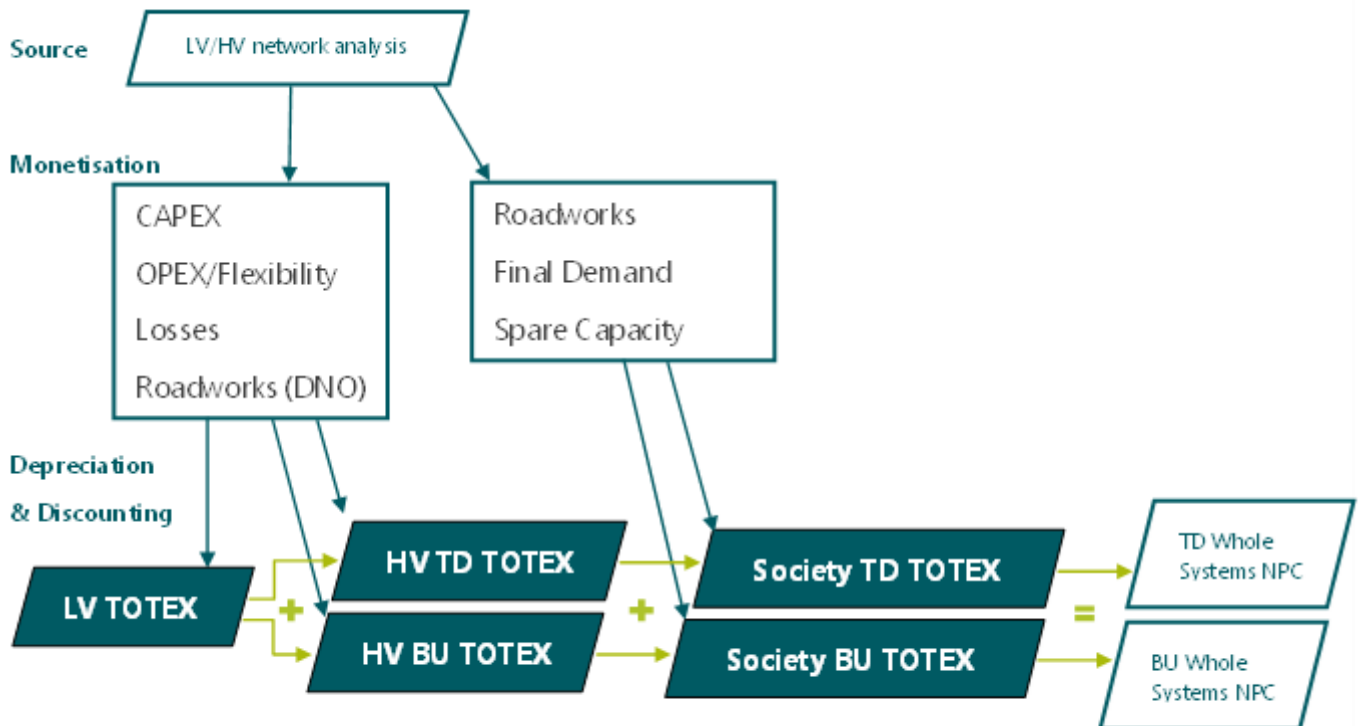 Source
LV/HV network analysis
Monetisation
CAPEX
OPEX/Flexibility
Losses
Roadworks (DNO)
Roadworks
Final Demand
Spare Capacity
Depreciation
& Discounting
LV TOTEX
+
HV TD TOTEX
HV BU TOTEX
+
Society TD TOTEX
Society BU TOTEX
=
TD Whole
Systems NPC
BU Whole
Systems NPC